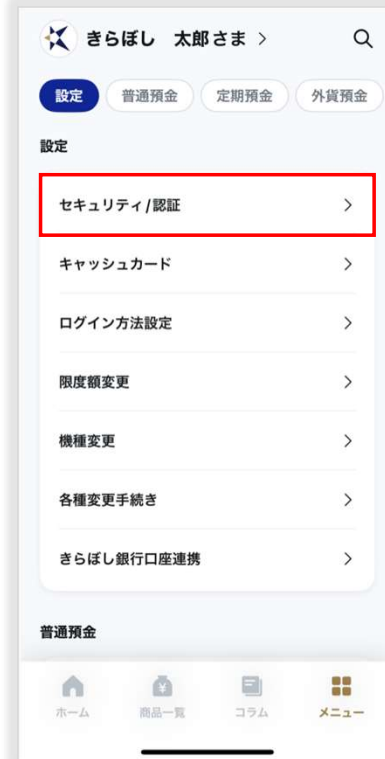 きらぼし 太郎さま >
設定 普通預金 定期預金 外貨預金
設定
セキュリティ/認証
キャッシュカード
ログイン方法設定
限度額変更
機種変更
各種変更手続き
きらぼし銀行口座連携
普通預金
ホーム 商品一覧 コラム メニュー